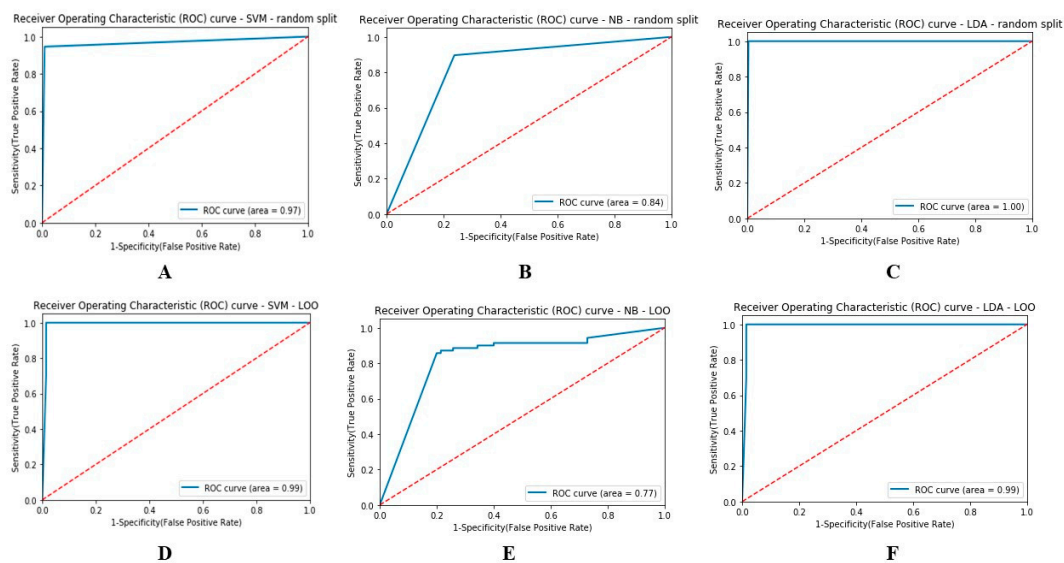 Receiver Operating Characteristic (ROC) curve - SVM - random split
1.0
0.8
0.6
0.4
0.2
0.0
Sensitivity(True Positive Rate)
ROC curve (area = 0.97)
0.0 0.2 0.4 0.6 0.8 1.0
1-Specificity(False Positive Rate)
A
Receiver Operating Characteristic (ROC) curve - NB - random split
1.0
0.8
0.6
0.4
0.2
0.0
Sensitivity(True Positive Rate)
ROC curve (area = 0.84)
0.0 0.2 0.4 0.6 0.8 1.0
1-Specificity(False Positive Rate)
B
Receiver Operating Characteristic (ROC) curve - LDA - random split
1.0
0.8
0.6
0.4
0.2
0.0
Sensitivity(True Positive Rate)
ROC curve (area = 1.00)
0.0 0.2 0.4 0.6 0.8 1.0
1-Specificity(False Positive Rate)
C
Receiver Operating Characteristic (ROC) curve - SVM - LOO
1.0
0.8
0.6
0.4
0.2
0.0
Sensitivity(True Positive Rate)
ROC curve (area = 0.99)
0.0 0.2 0.4 0.6 0.8 1.0
1-Specificity(False Positive Rate)
D
Receiver Operating Characteristic (ROC) curve - NB - LOO
1.0
0.8
0.6
0.4
0.2
0.0
Sensitivity(True Positive Rate)
ROC curve (area = 0.77)
0.0 0.2 0.4 0.6 0.8 1.0
1-Specificity(False Positive Rate)
E
Receiver Operating Characteristic (ROC) curve - LDA - LOO
1.0
0.8
0.6
0.4
0.2
0.0
Sensitivity(True Positive Rate)
ROC curve (area = 0.99)
0.0 0.2 0.4 0.6 0.8 1.0
1-Specificity(False Positive Rate)
F